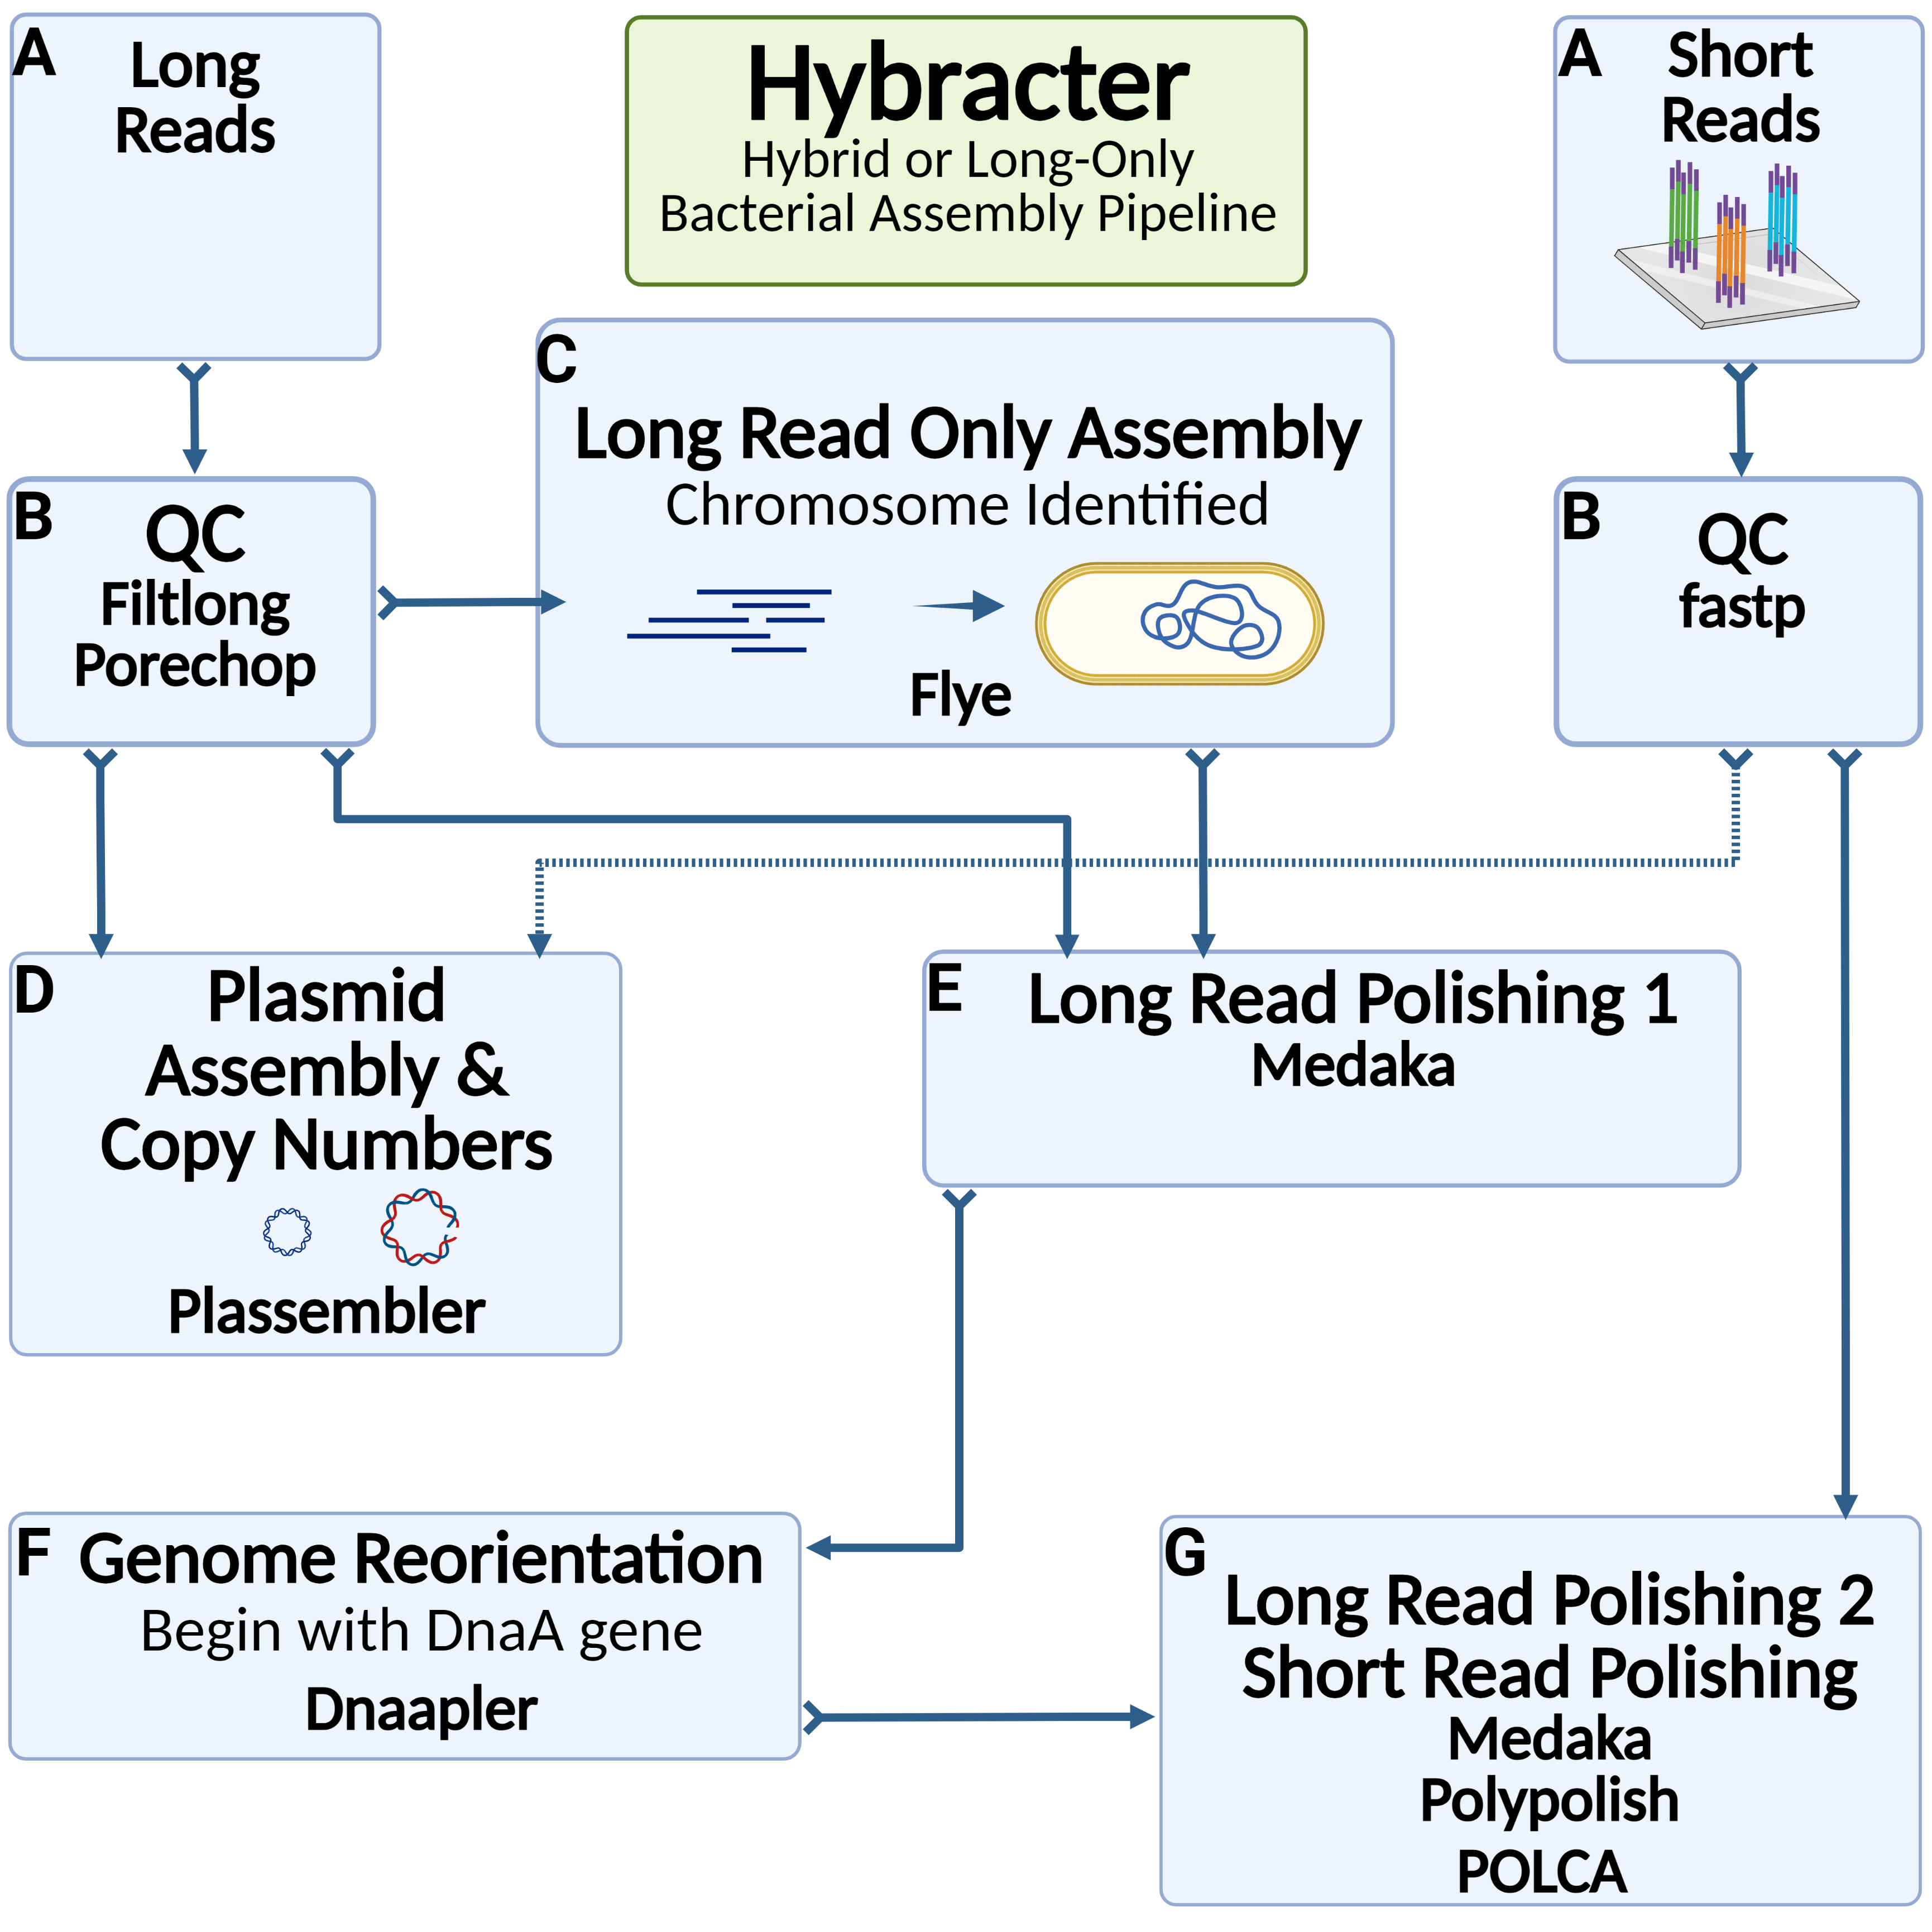 A
Long
Reads
Hybracter
Hybrid or Long-Only
Bacterial Assembly Pipeline
A
Short
Reads
C
Long Read Only Assembly
Chromosome Identified
Flye
B
QC
Filtlong
Porechop
B
QC
fastp
D
Plasmid
Assembly &
Copy Numbers
Plassembler
E
Long Read Polishing 1
Medaka
F
Genome Reorientation
Begin with DnaA gene
Dnaapler
G
Long Read Polishing 2
Short Read Polishing
Medaka
Polypolish
POLCA